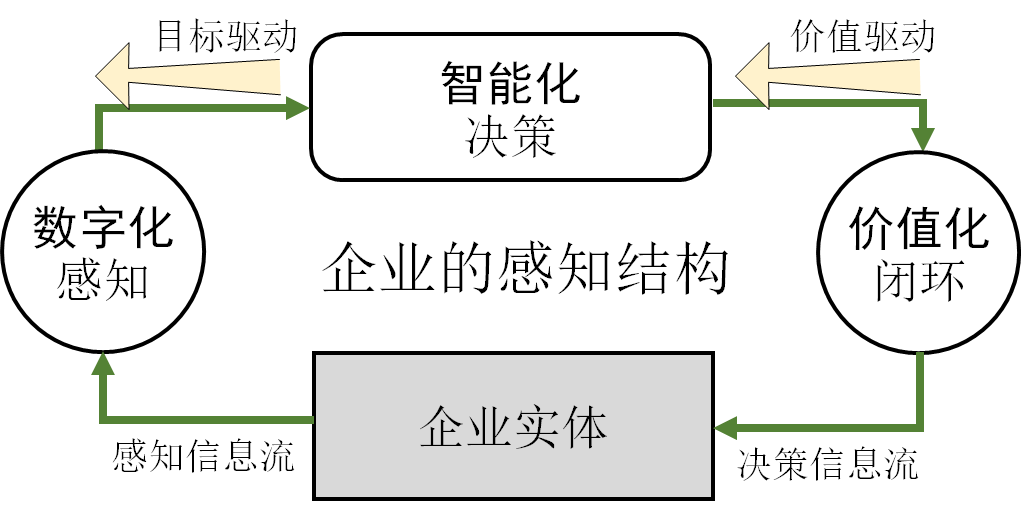 目标驱动
价值驱动
智能化
决策
数字化
感知
企业的感知结构
价值化
闭环
企业实体
感知信息流
决策信息流